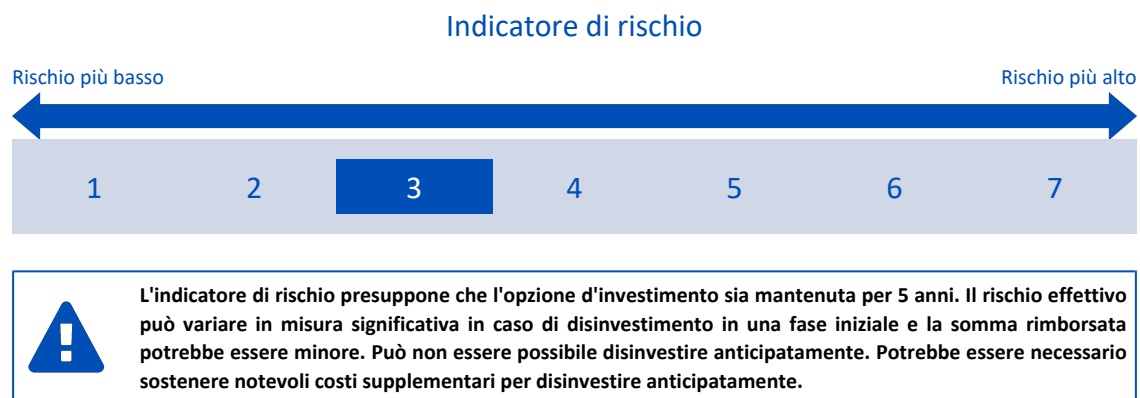 Indicatore di rischio
Rischio più basso Rischio più alto
1 2 3 4 5 6 7
L'indicatore di rischio presuppone che l'opzione d'investimento sia mantenuta per 5 anni. Il rischio effettivo
può variare in misura significativa in caso di disinvestimento in una fase iniziale e la somma rimborsata
potrebbe essere minore. Può non essere possibile disinvestire anticipatamente. Potrebbe essere necessario
sostenere notevoli costi supplementari per disinvestire anticipatamente.